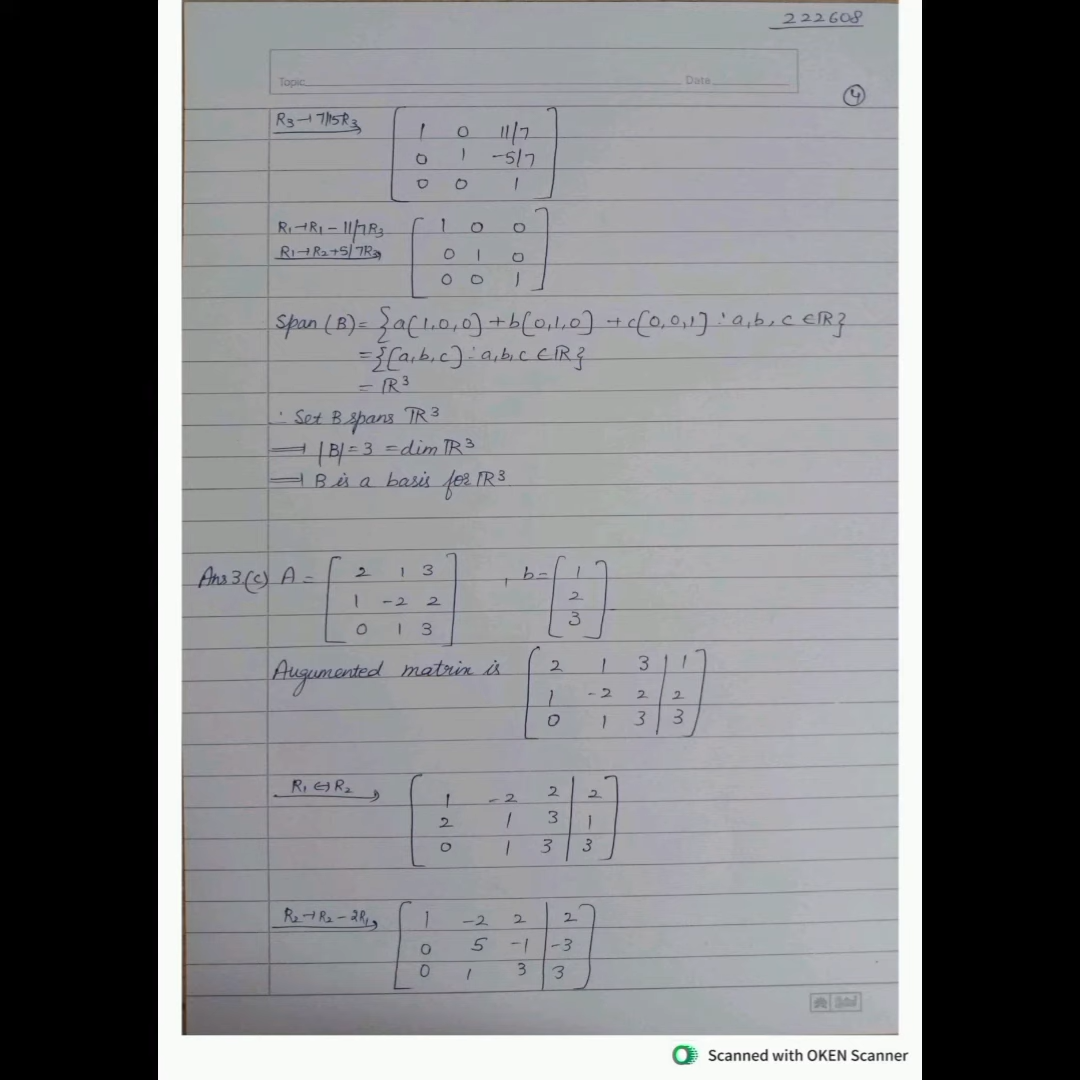 222608
Topic Date
4
R3→7/15R3 [1 0 11/7
0 1 -5/7
0 0 1]
R1→R1-11/7R3 [1 0 0
R1→R2+5/7R3 0 1 0
0 0 1]
Span (B)= {a(1,0,0)+b(0,1,0)+c(0,0,1):a,b,c∈ℝ}
={(a,b,c):a,b,c∈ℝ}
= ℝ³
∴ Set B spans ℝ³
⟹ |B|=3 =dim ℝ³
⟹ B is a basis for ℝ³
Ans 3(c) A = [2 1 3 , b= [1
1 -2 2 2
0 1 3] 3]
Augumented matrix is [2 1 3 | 1
1 -2 2 | 2
0 1 3 | 3]
R1↔R2 [1 -2 2 | 2
2 1 3 | 1
0 1 3 | 3]
R2→R2-2R1 [1 -2 2 | 2
0 5 -1 | -3
0 1 3 | 3]
Scanned with OKEN Scanner